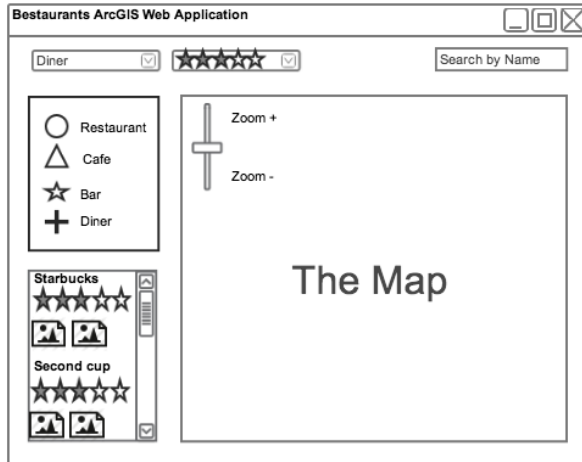 Bestaurants ArcGIS Web Application
Diner
Search by Name
Restaurant
Cafe
Bar
Diner
Zoom +
Zoom -
The Map
Starbucks
Second cup